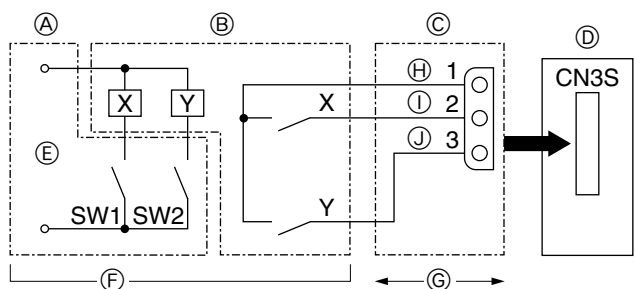 Ⓐ Ⓑ Ⓒ Ⓓ
CN3S
Ⓗ 1
X Y X Ⓘ 2
Ⓔ Ⓙ 3
SW1 SW2 Y
Ⓕ Ⓖ